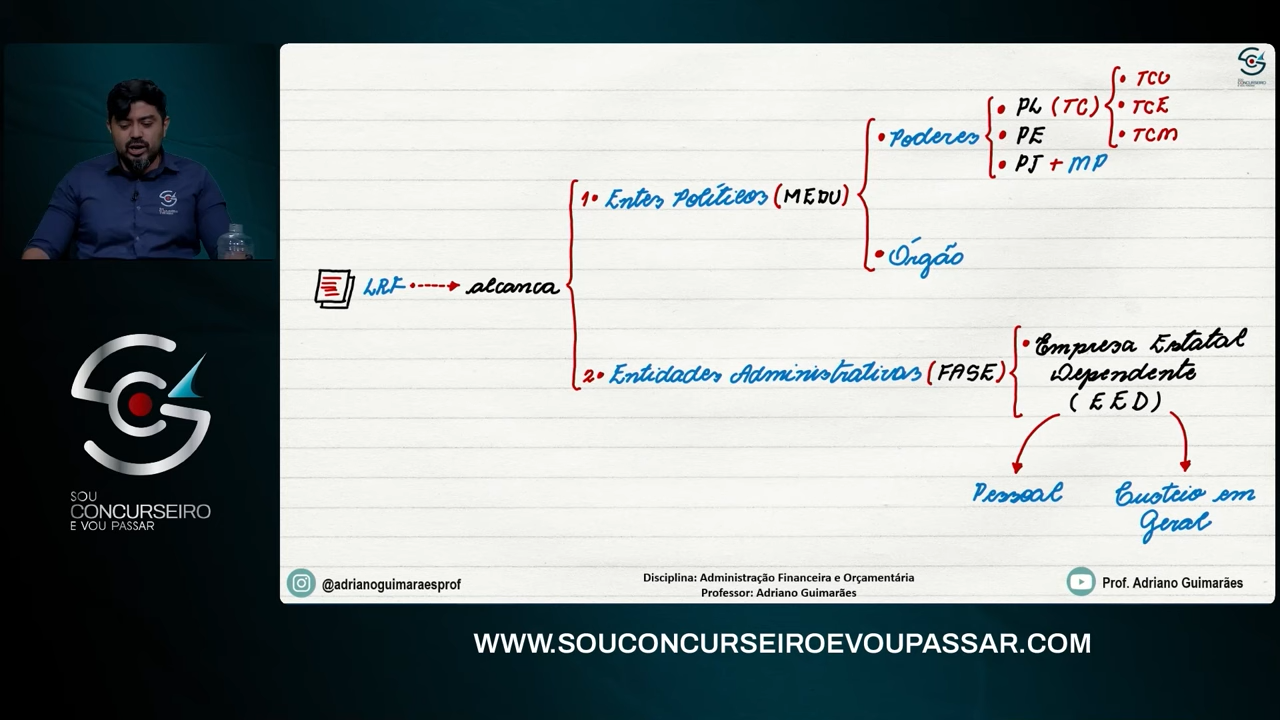 TCU
PL (TC)
TCE
Poderes
PE
TCM
PJ + MP
1. Entes Políticos (MEDU)
Órgão
LRF
alcanca
Empresa Estatal
2. Entidades Administrativas (FASE)
Dependente
(EED)
Pessoal
Custeio em
Geral
SOU
CONCURSEIRO
E VOU PASSAR
@adrianoguimaraesprof
Disciplina: Administração Financeira e Orçamentária
Professor: Adriano Guimarães
Prof. Adriano Guimarães
WWW.SOUCONCURSEIROEVOUPASSAR.COM